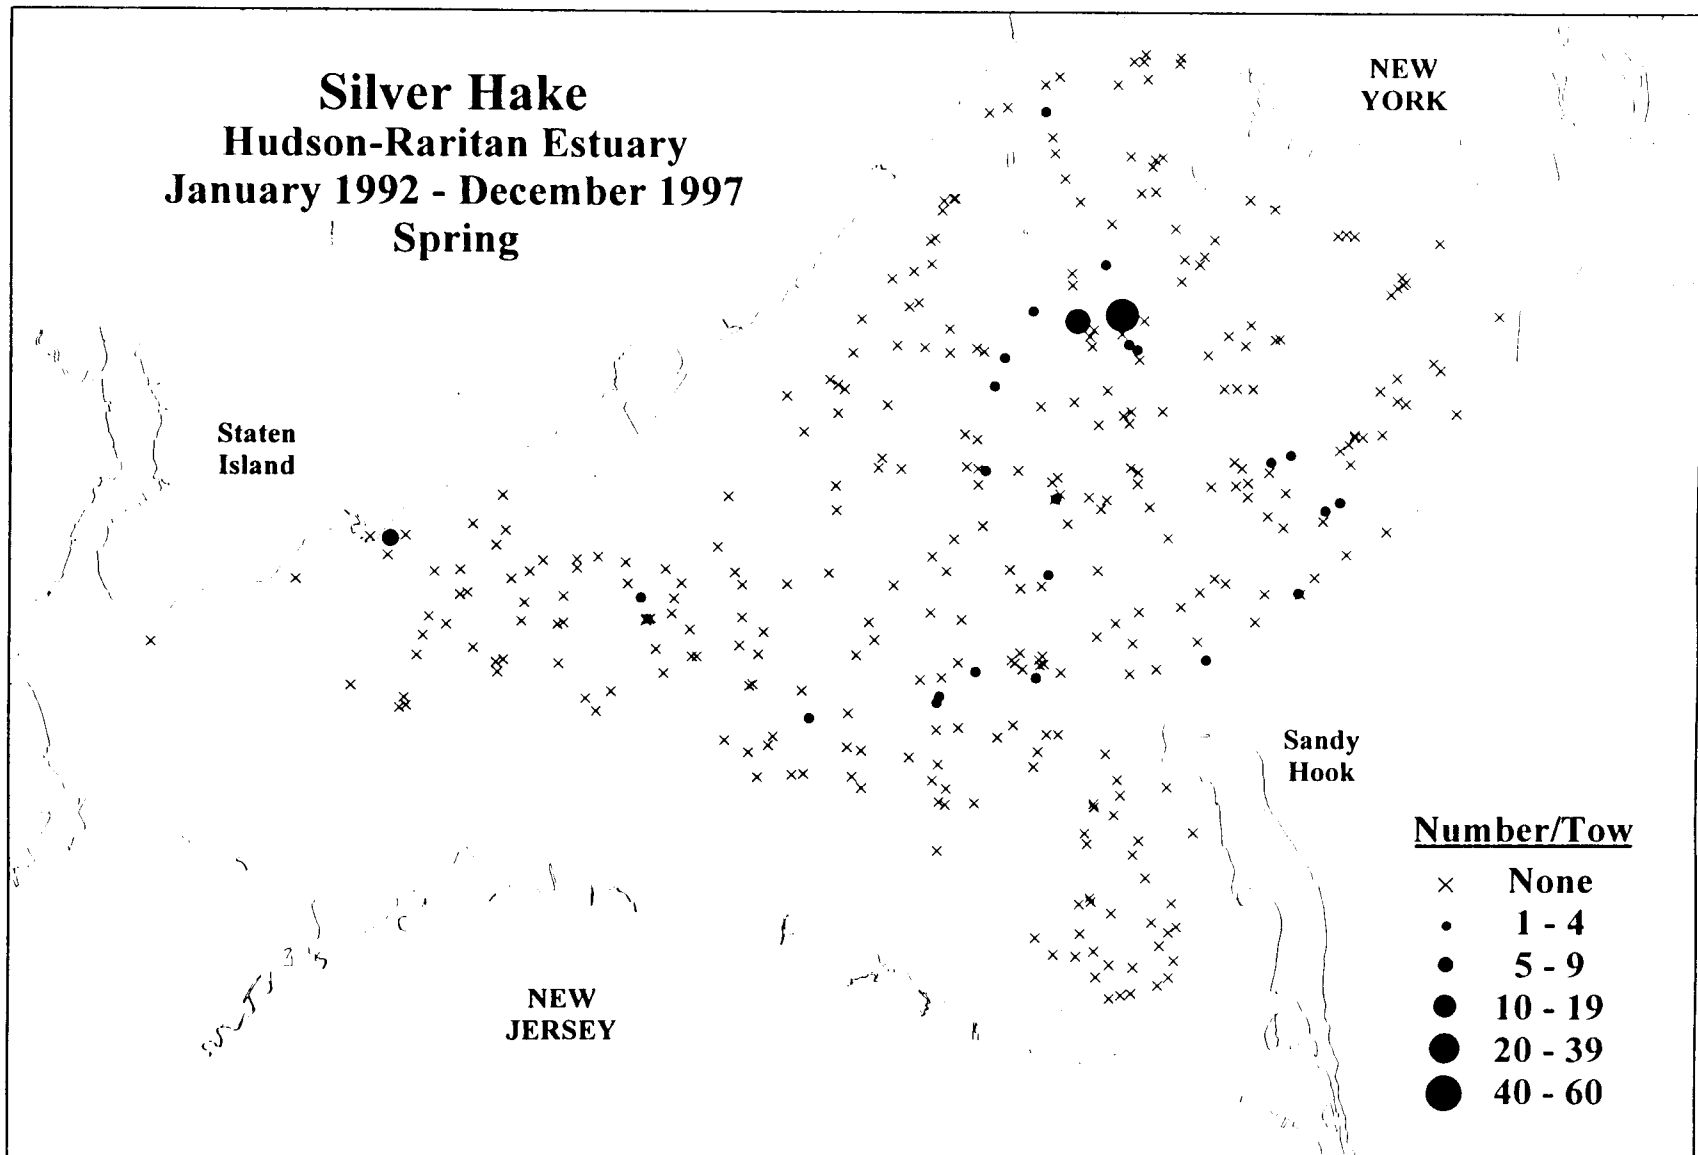 Silver Hake
Hudson-Raritan Estuary
January 1992 - December 1997
Spring
NEW
YORK
Staten
Island
Sandy
Hook
NEW
JERSEY
Number/Tow
None
1 - 4
5 - 9
10 - 19
20 - 39
40 - 60